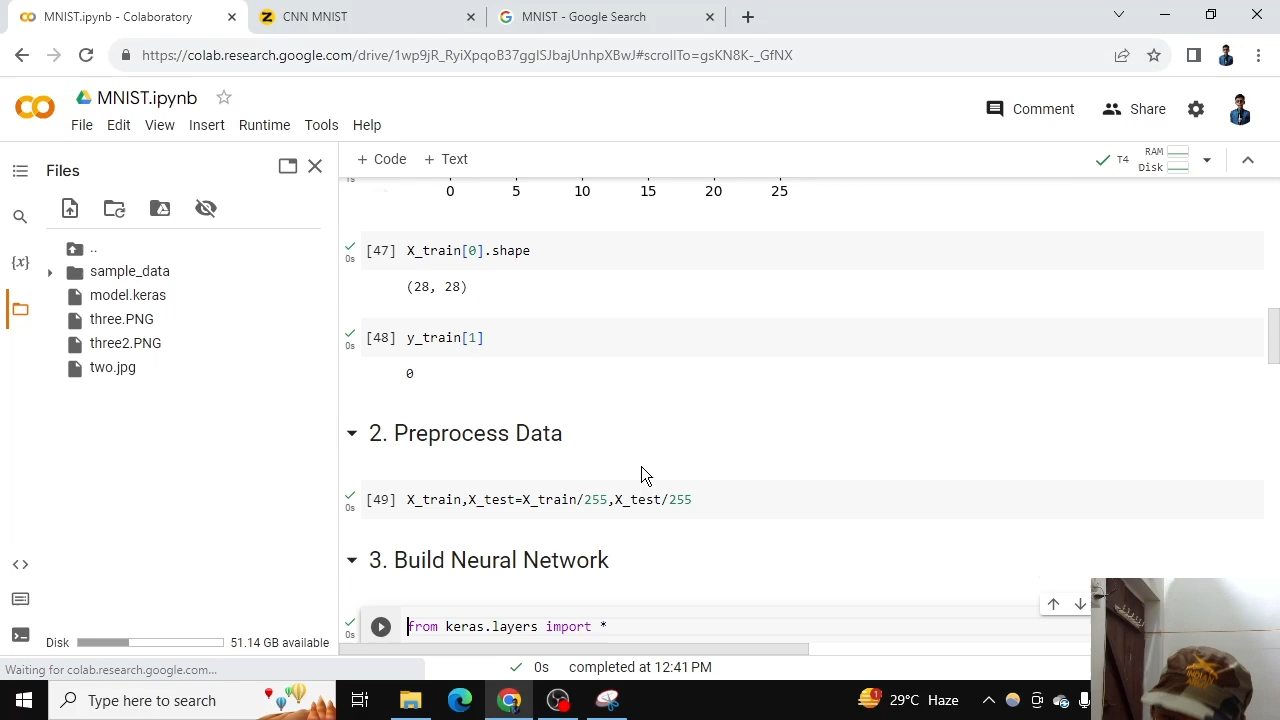 MNIST.ipynb - Colaboratory
CNN MNIST
MNIST - Google Search
https://colab.research.google.com/drive/1wp9jR_RyiXpqoB37ggISJbajUnhpXBwJ#scrollTo=gsKN8K-_GfNX
MNIST.ipynb
Comment
Share
File Edit View Insert Runtime Tools Help
Files
+ Code + Text
T4
RAM
Disk
0 5 10 15 20 25
..
sample_data
model.keras
three.PNG
three2.PNG
two.jpg
{x}
[47] X_train[0].shape
0s
(28, 28)
[48] y_train[1]
0s
0
2. Preprocess Data
[49] X_train,X_test=X_train/255,X_test/255
0s
3. Build Neural Network
from keras.layers import *
0s
Disk 51.14 GB available
Waiting for colab.research.google.com...
0s completed at 12:41 PM
Type here to search
1
29°C Haze